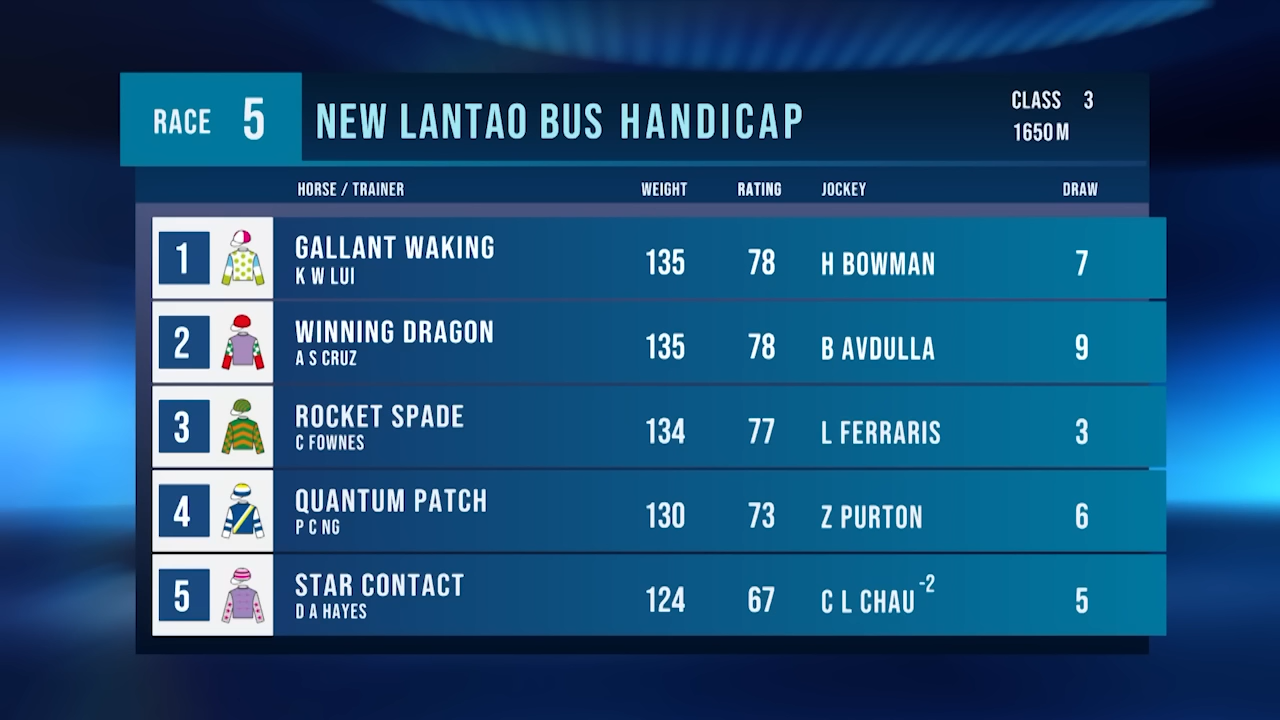 RACE 5
NEW LANTAO BUS HANDICAP
CLASS 3
1650M
HORSE / TRAINER WEIGHT RATING JOCKEY DRAW
1 GALLANT WAKING 135 78 H BOWMAN 7
K W LUI
2 WINNING DRAGON 135 78 B AVDULLA 9
A S CRUZ
3 ROCKET SPADE 134 77 L FERRARIS 3
C FOWNES
4 QUANTUM PATCH 130 73 Z PURTON 6
P C NG
5 STAR CONTACT 124 67 C L CHAU -2 5
D A HAYES